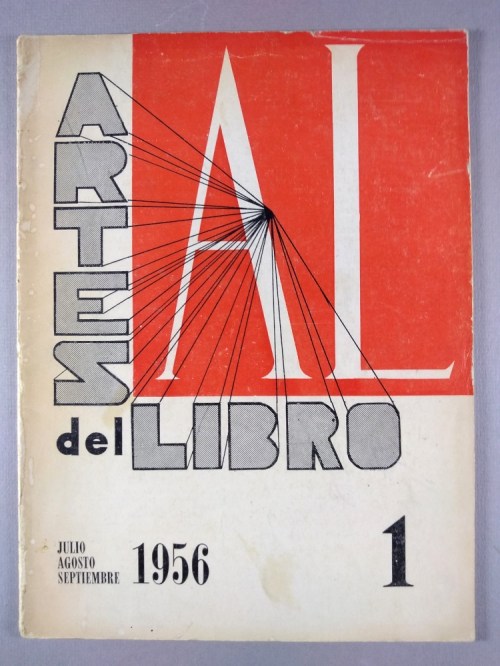 AL
ARTES
del LIBRO
JULIO
AGOSTO
SEPTIEMBRE
1956
1